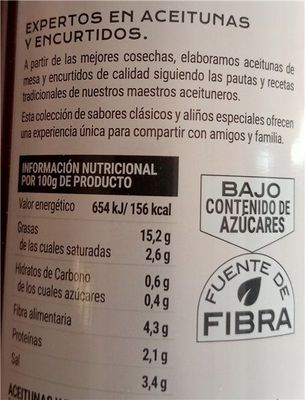 EXPERTOS EN ACEITUNAS
Y ENCURTIDOS.
A partir de las mejores cosechas, elaboramos aceitunas de
mesa y encurtidos de calidad siguiendo las pautas y recetas
tradicionales de nuestros maestros aceituneros.
Esta colección de sabores clásicos y aliños especiales ofrecen
una experiencia única para compartir con amigos y familia.
INFORMACIÓN NUTRICIONAL
POR 100g DE PRODUCTO
Valor energético 654 kJ/ 156 kcal
Grasas 15,2 g
de las cuales saturadas 2,6 g
Hidratos de Carbono 0,6 g
de los cuales azúcares 0,4 g
Fibra alimentaria 4,3 g
Proteínas 2,1 g
Sal 3,4 g
BAJO
CONTENIDO DE
AZÚCARES
FUENTE DE
FIBRA
ACEITUNAS